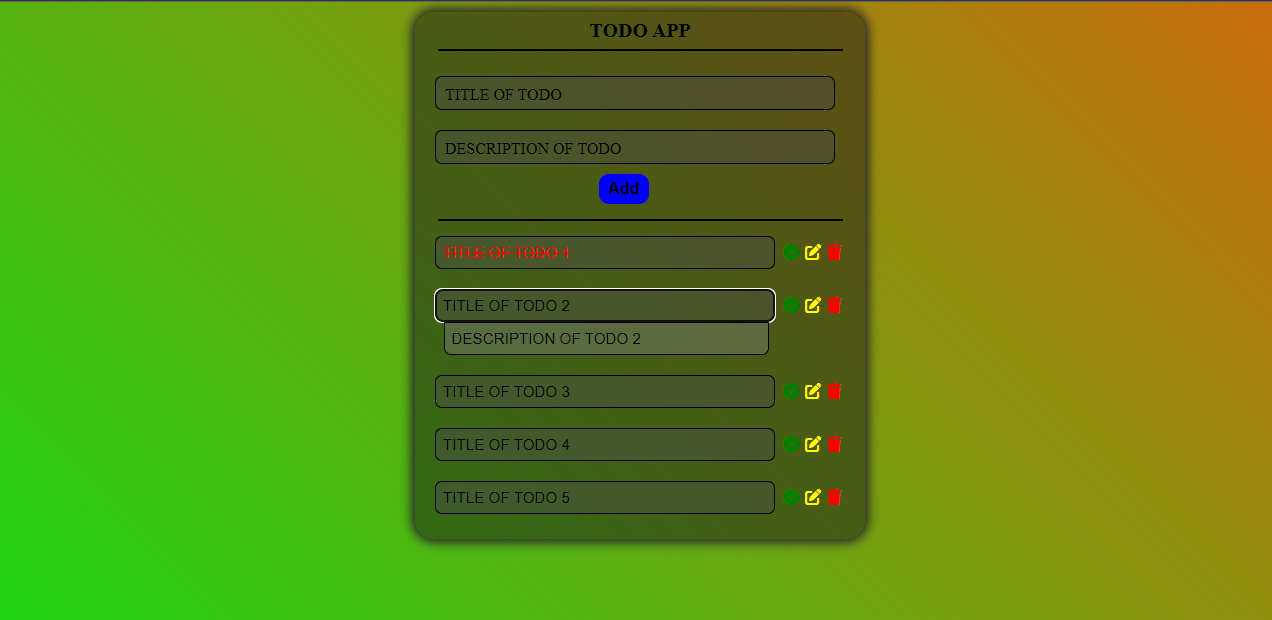 TODO APP
TITLE OF TODO
DESCRIPTION OF TODO
Add
TITLE OF TODO 1
TITLE OF TODO 2
DESCRIPTION OF TODO 2
TITLE OF TODO 3
TITLE OF TODO 4
TITLE OF TODO 5